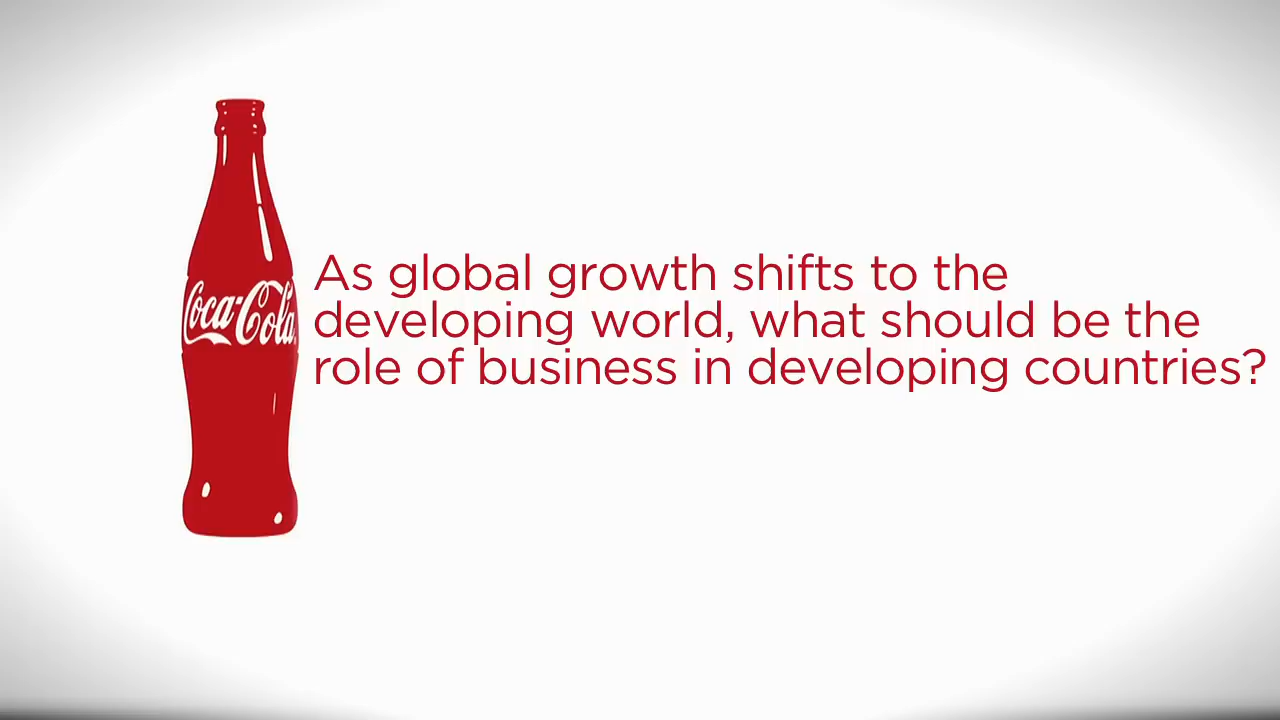 Coca-Cola
As global growth shifts to the
developing world, what should be the
role of business in developing countries?